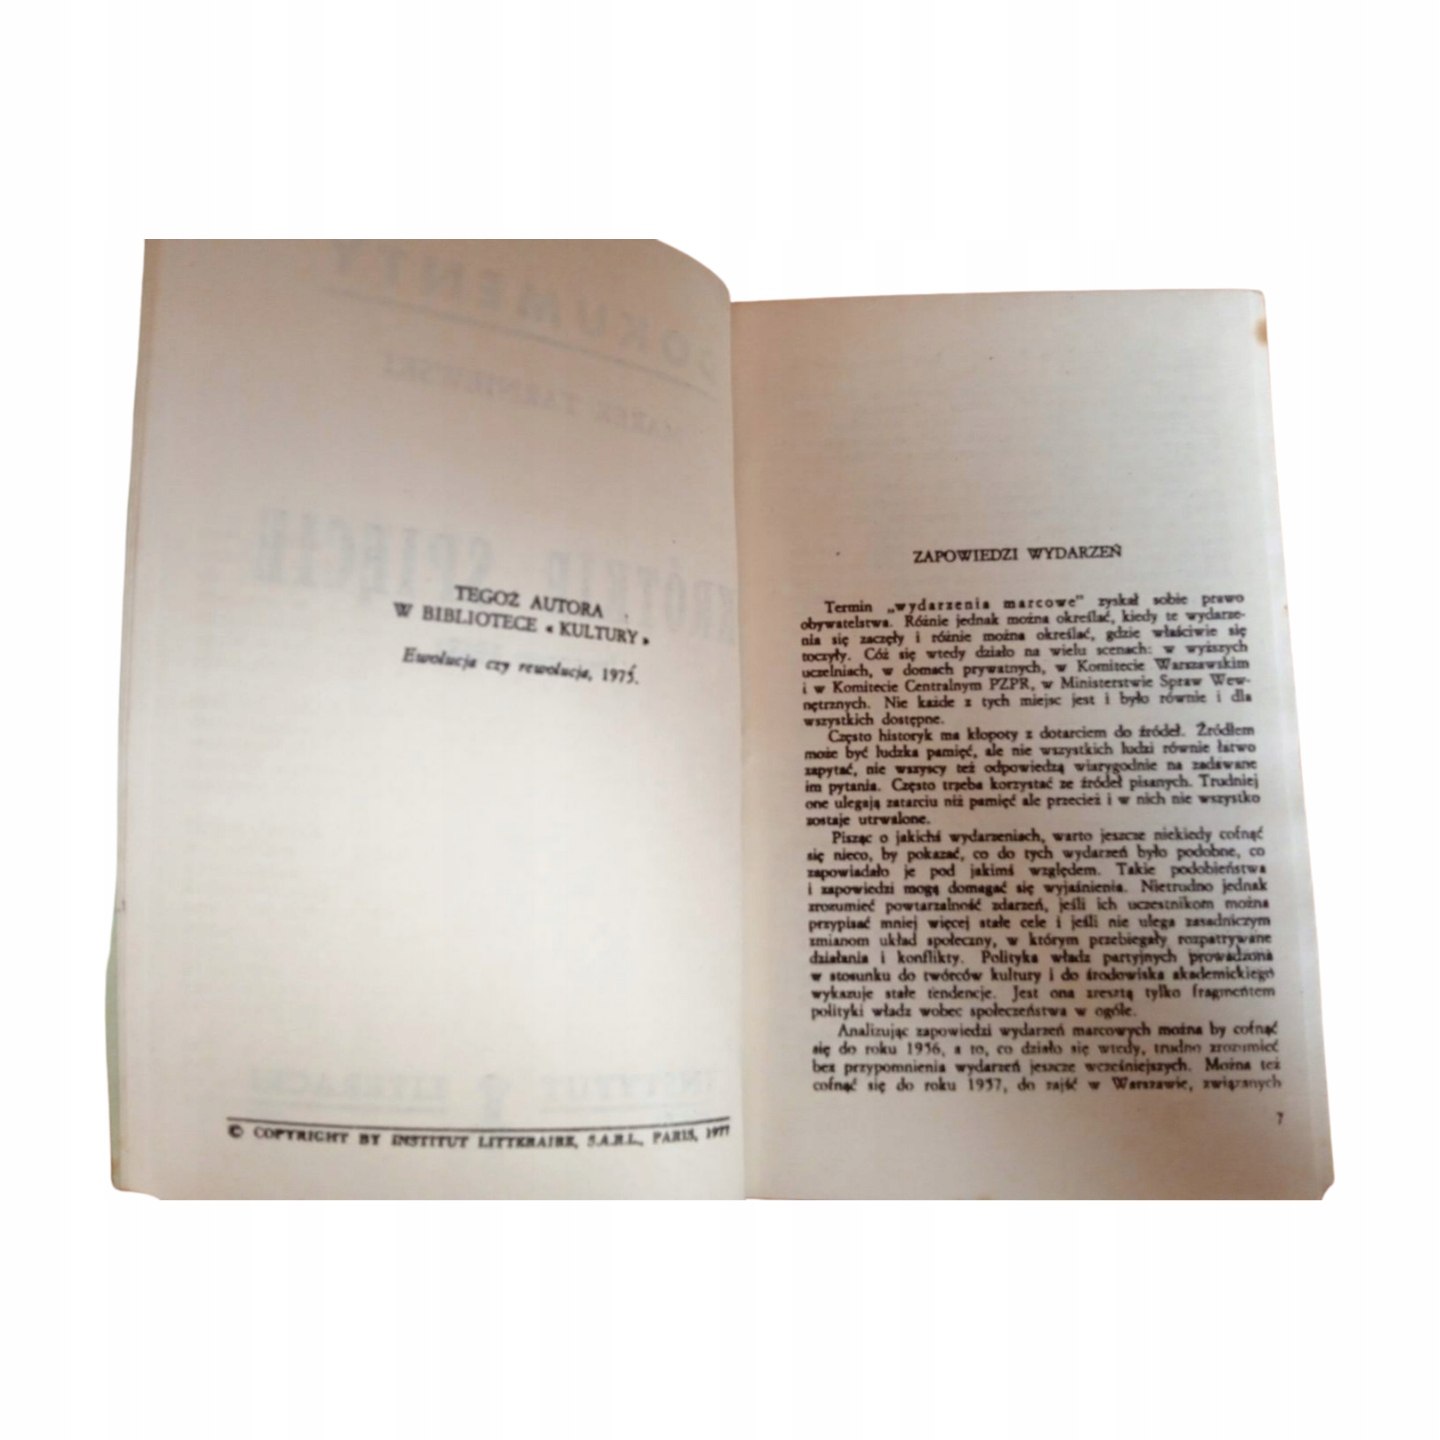 TEGOŻ AUTORA
W BIBLIOTECE « KULTURY »
Ewolucja czy rewolucja, 1975.
© COPYRIGHT BY INSTITUT LITTERAIRE, S.A.R.L., PARIS, 1977
ZAPOWIEDZI WYDARZEŃ
Termin „wydarzenia marcowe” zyskał sobie prawo
obywatelstwa. Różnie jednak można określać, kiedy te wydarze-
nia się zaczęły i różnie można określać, gdzie właściwie się
toczyły. Cóż się wtedy działo na wielu scenach: w wyższych
uczelniach, w domach prywatnych, w Komitecie Warszawskim
i w Komitecie Centralnym PZPR, w Ministerstwie Spraw Wew-
nętrznych. Nie każde z tych miejsc jest i było równie i dla
wszystkich dostępne.
Często historyk ma kłopoty z dotarciem do źródeł. Źródłem
może być ludzka pamięć, ale nie wszystkich ludzi równie łatwo
zapytać, nie wszyscy też odpowiedzą wiarygodnie na zadawane
im pytania. Często trzeba korzystać ze źródeł pisanych. Trudniej
one ulegają zatarciu niż pamięć ale przecież i w nich nie wszystko
zostaje utrwalone.
Pisząc o jakichś wydarzeniach, warto jeszcze niekiedy cofnąć
się nieco, by pokazać, co do tych wydarzeń było podobne, co
zapowiadało je pod jakimś względem. Takie podobieństwa
i zapowiedzi mogą domagać się wyjaśnienia. Nietrudno jednak
zrozumieć powtarzalność zdarzeń, jeśli ich uczestnikom można
przypisać mniej więcej stałe cele i jeśli nie ulega zasadniczym
zmianom układ społeczny, w którym przebiegały rozpatrywane
działania i konflikty. Polityka władz partyjnych prowadzona
w stosunku do twórców kultury i do środowiska akademickiego
wykazuje stałe tendencje. Jest ona zresztą tylko fragmentem
polityki władz wobec społeczeństwa w ogóle.
Analizując zapowiedzi wydarzeń marcowych można by cofnąć
się do roku 1956, a to, co działo się wtedy, trudno zrozumieć
bez przypomnienia wydarzeń jeszcze wcześniejszych. Można też
cofnąć się do roku 1957, do zajść w Warszawie, związanych
7